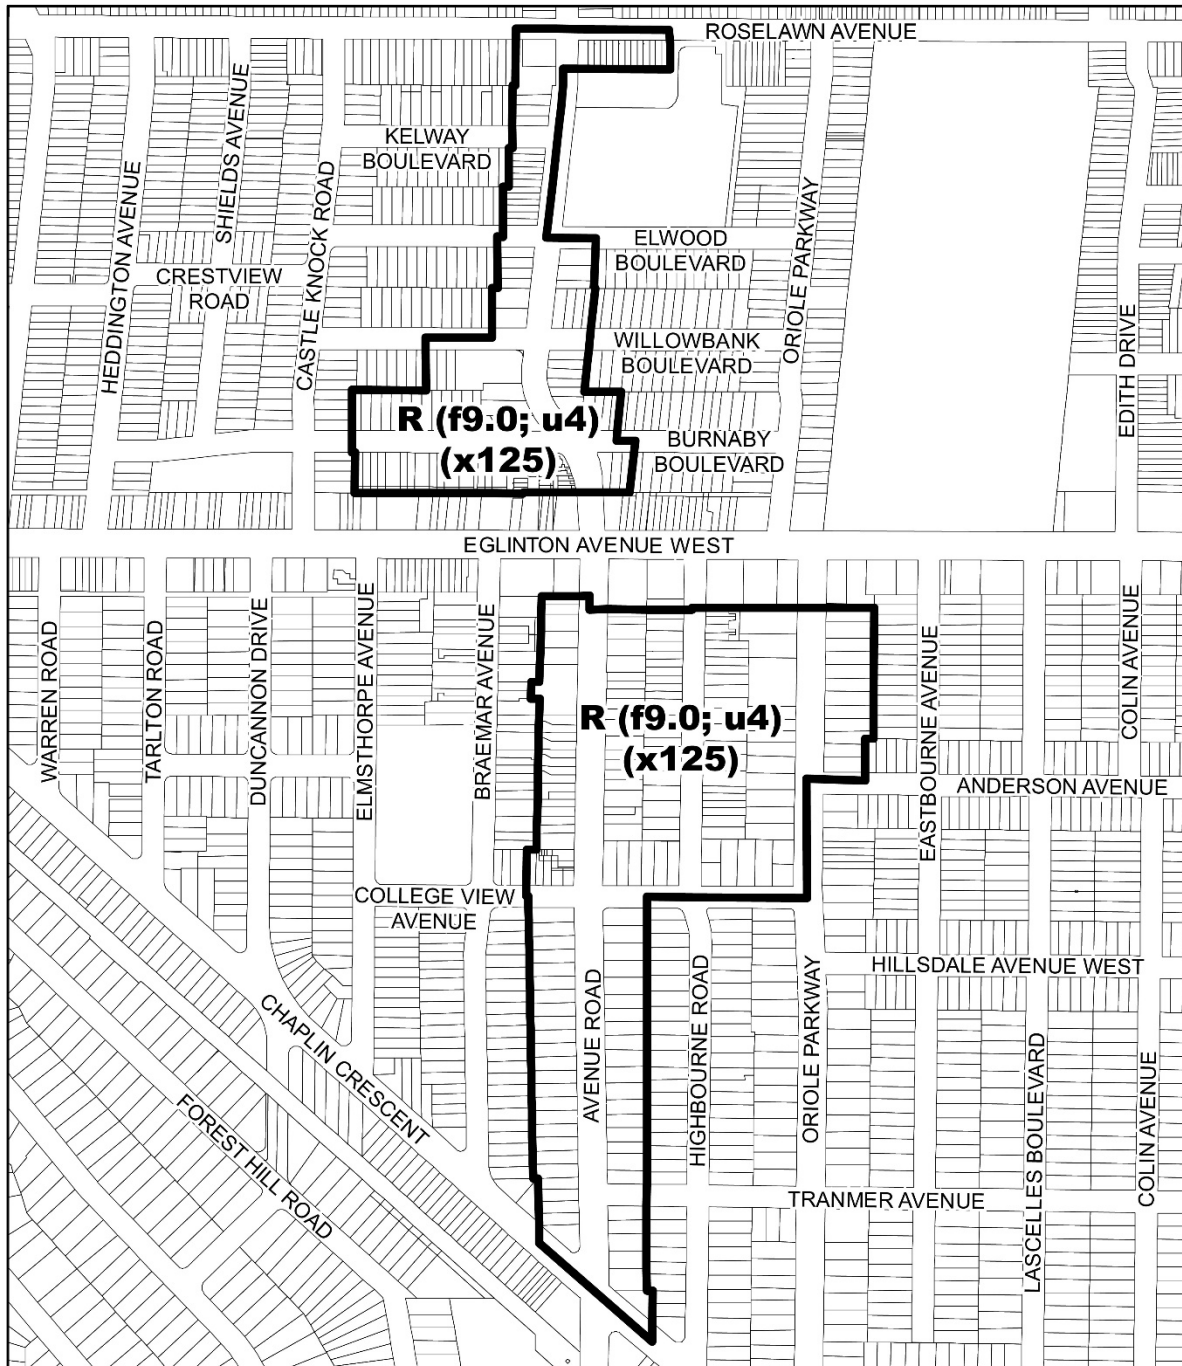 ROSELAWN AVENUE
KELWAY
BOULEVARD
SHIELDS AVENUE
HEDDINGTON AVENUE
CASTLE KNOCK ROAD
ORIOLE PARKWAY
ELWOOD
BOULEVARD
CRESTVIEW
ROAD
EDITH DRIVE
WILLOWBANK
BOULEVARD
R (f9.0; u4)
(x125)
BURNABY
BOULEVARD
EGLINTON AVENUE WEST
WARREN ROAD
TARLTON ROAD
DUNCANNON DRIVE
ELMSTHORPE AVENUE
BRAEMAR AVENUE
EASTBOURNE AVENUE
COLIN AVENUE
R (f9.0; u4)
(x125)
ANDERSON AVENUE
COLLEGE VIEW
AVENUE
HILLSDALE AVENUE WEST
AVENUE ROAD
HIGHBOURNE ROAD
ORIOLE PARKWAY
CHAPLIN CRESCENT
FOREST HILL ROAD
LASCELLES BOULEVARD
COLIN AVENUE
TRANMER AVENUE